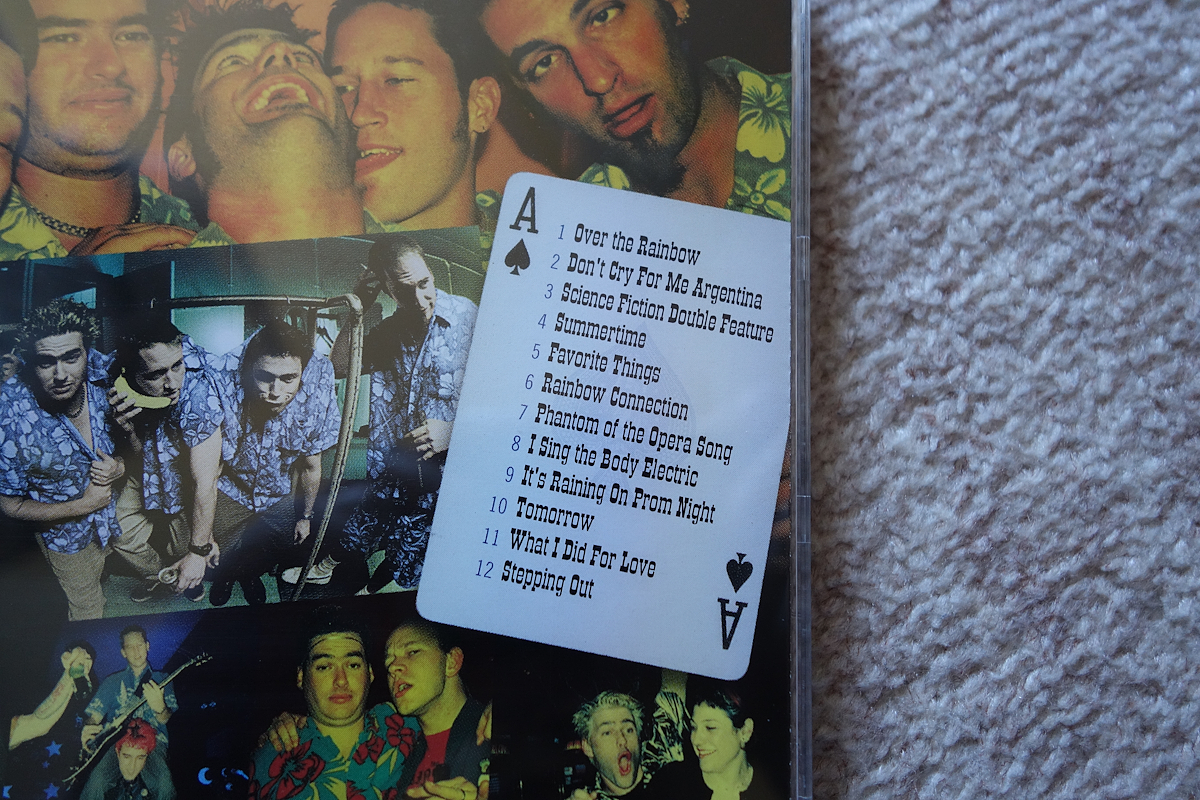 A
1 Over the Rainbow
2 Don't Cry For Me Argentina
3 Science Fiction Double Feature
4 Summertime
5 Favorite Things
6 Rainbow Connection
7 Phantom of the Opera Song
8 I Sing the Body Electric
9 It's Raining On Prom Night
10 Tomorrow
11 What I Did For Love
12 Stepping Out
A